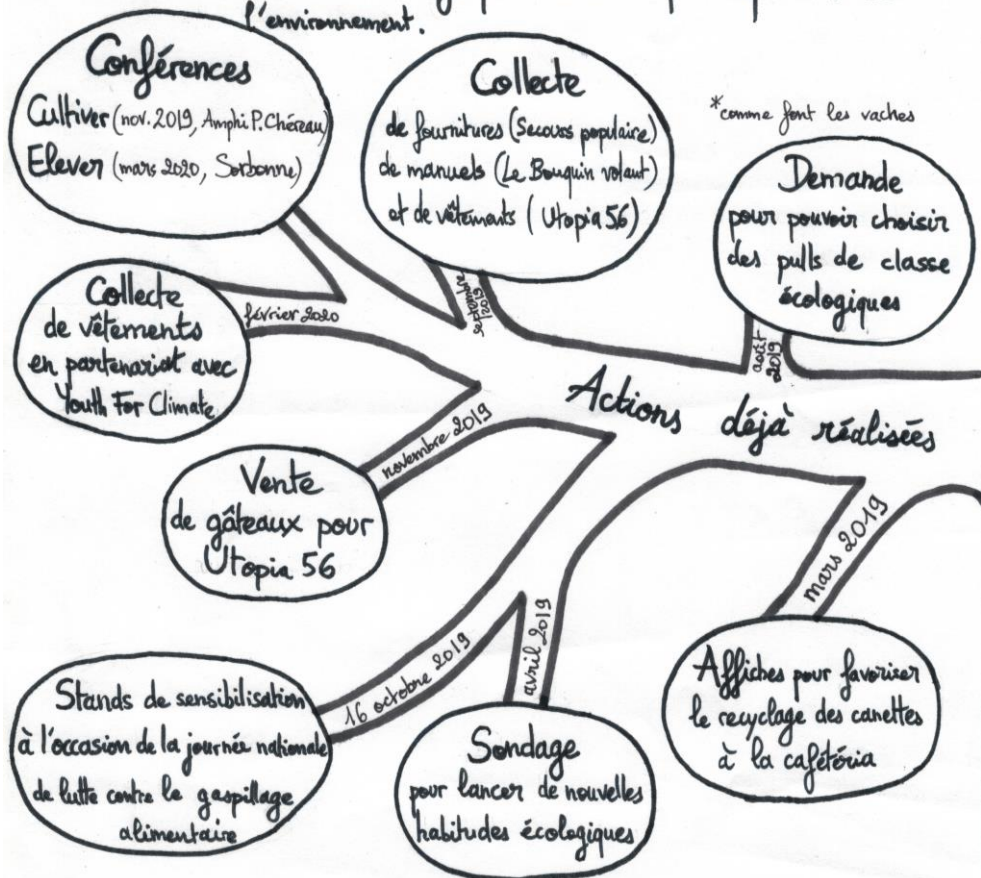 l'environnement.
Conférences
Cultiver (nov. 2019, Amphi P. Chéreau)
Elever (mars 2020, Sorbonne)
Collecte
de fournitures (Secours populaire)
de manuels (Le Bouquin volant)
et de vêtements (Utopia 56)
*comme font les vaches
Demande
pour pouvoir choisir
des pulls de classe
écologiques
Collecte
de vêtements
en partenariat avec
Youth For Climate
février 2020
septembre
2019
août
2019
Actions déjà réalisées
Vente
de gâteaux pour
Utopia 56
novembre 2019
mars 2019
Stands de sensibilisation
à l'occasion de la journée nationale
de lutte contre le gaspillage
alimentaire
16 octobre 2019
avril 2019
Sondage
pour lancer de nouvelles
habitudes écologiques
Affiches pour favoriser
le recyclage des canettes
à la cafétéria